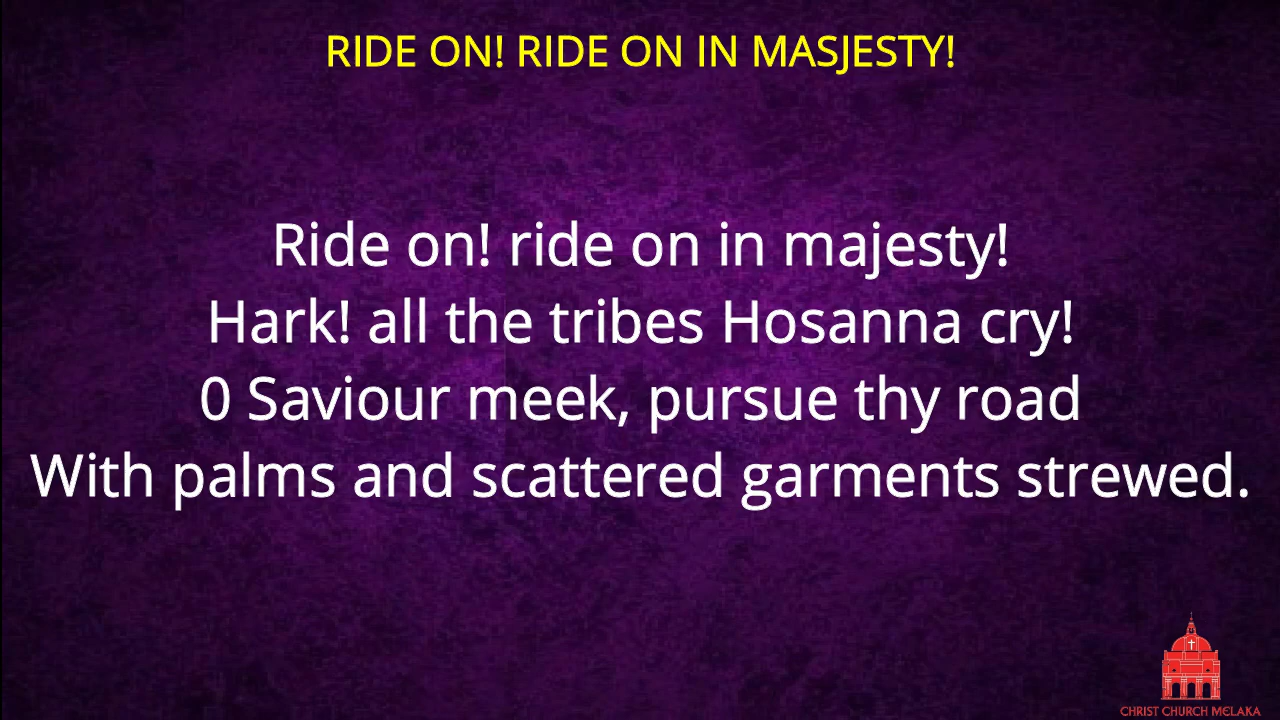 RIDE ON! RIDE ON IN MASJESTY!
Ride on! ride on in majesty!
Hark! all the tribes Hosanna cry!
0 Saviour meek, pursue thy road
With palms and scattered garments strewed.
CHRIST CHURCH MELAKA